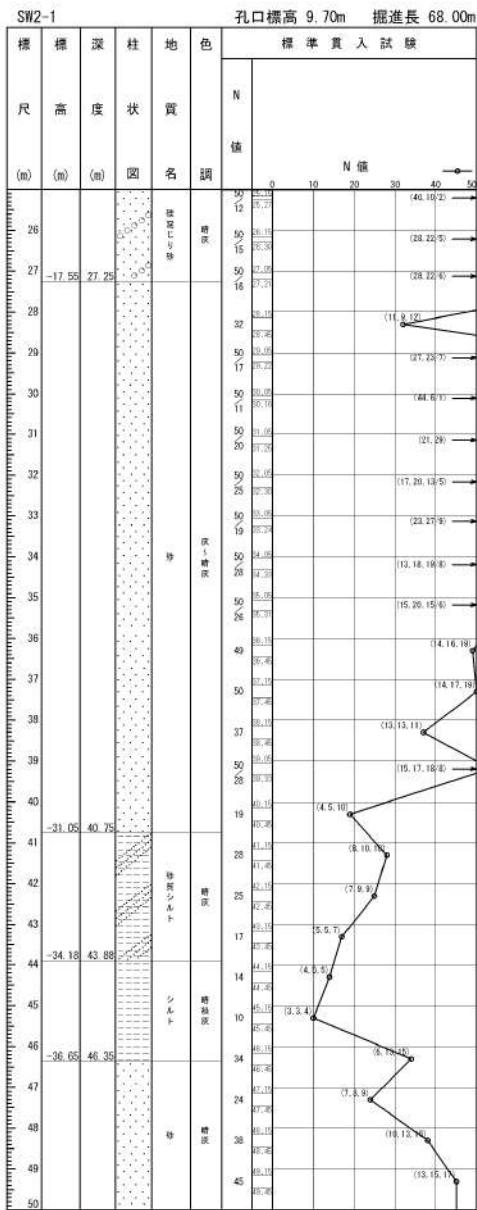 SW2-1 孔口標高 9.70m 掘進長 68.00m
標尺(m)
標高(m)
深度(m)
柱状図
地質名
色調
標準貫入試験
N値
N 値
0 10 20 30 40
26
27
28
29
30
31
32
33
34
35
36
37
38
39
40
41
42
43
44
45
46
47
48
49
50
-17.55 27.25
-31.05 40.75
-34.18 43.88
-36.65 46.35
礫混じり砂
暗灰
砂
灰~暗灰
砂質シルト
暗灰
シルト
砂
暗灰
50/12 (40,10/2)
50/15 (28,22/5)
50/16 (28,22/6)
32 (11,9,12)
50/17 (27,23/7)
50/11 (44,6/1)
50/20 (21,29)
50/25 (17,20,13/5)
50/19 (23,27/9)
50/28 (13,18,19/8)
50/26 (15,20,15/6)
49 (14,16,19)
50 (14,17,19)
37 (13,13,11)
50/28 (15,17,18/8)
19 (4,5,10)
28 (8,10,10)
25 (7,9,9)
17 (5,5,7)
14 (4,5,5)
10 (3,3,4)
34 (6,13,15)
24 (7,8,9)
38
45 (13,15,17)